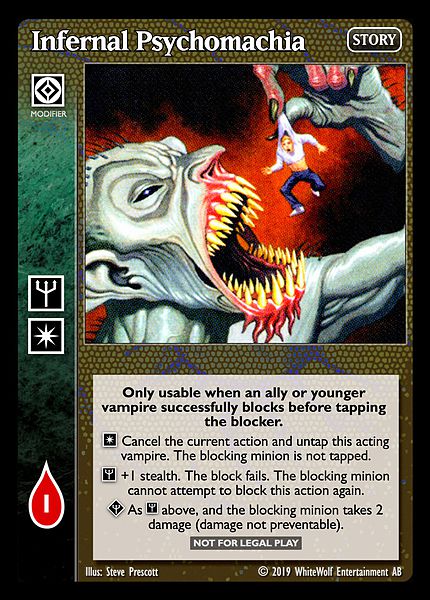 Infernal Psychomachia
STORY
MODIFIER
Only usable when an ally or younger
vampire successfully blocks before tapping
the blocker.
Cancel the current action and untap this acting
vampire. The blocking minion is not tapped.
+1 stealth. The block fails. The blocking minion
cannot attempt to block this action again.
As above, and the blocking minion takes 2
damage (damage not preventable).
NOT FOR LEGAL PLAY
1
Illus: Steve Prescott
© 2019 WhiteWolf Entertainment AB